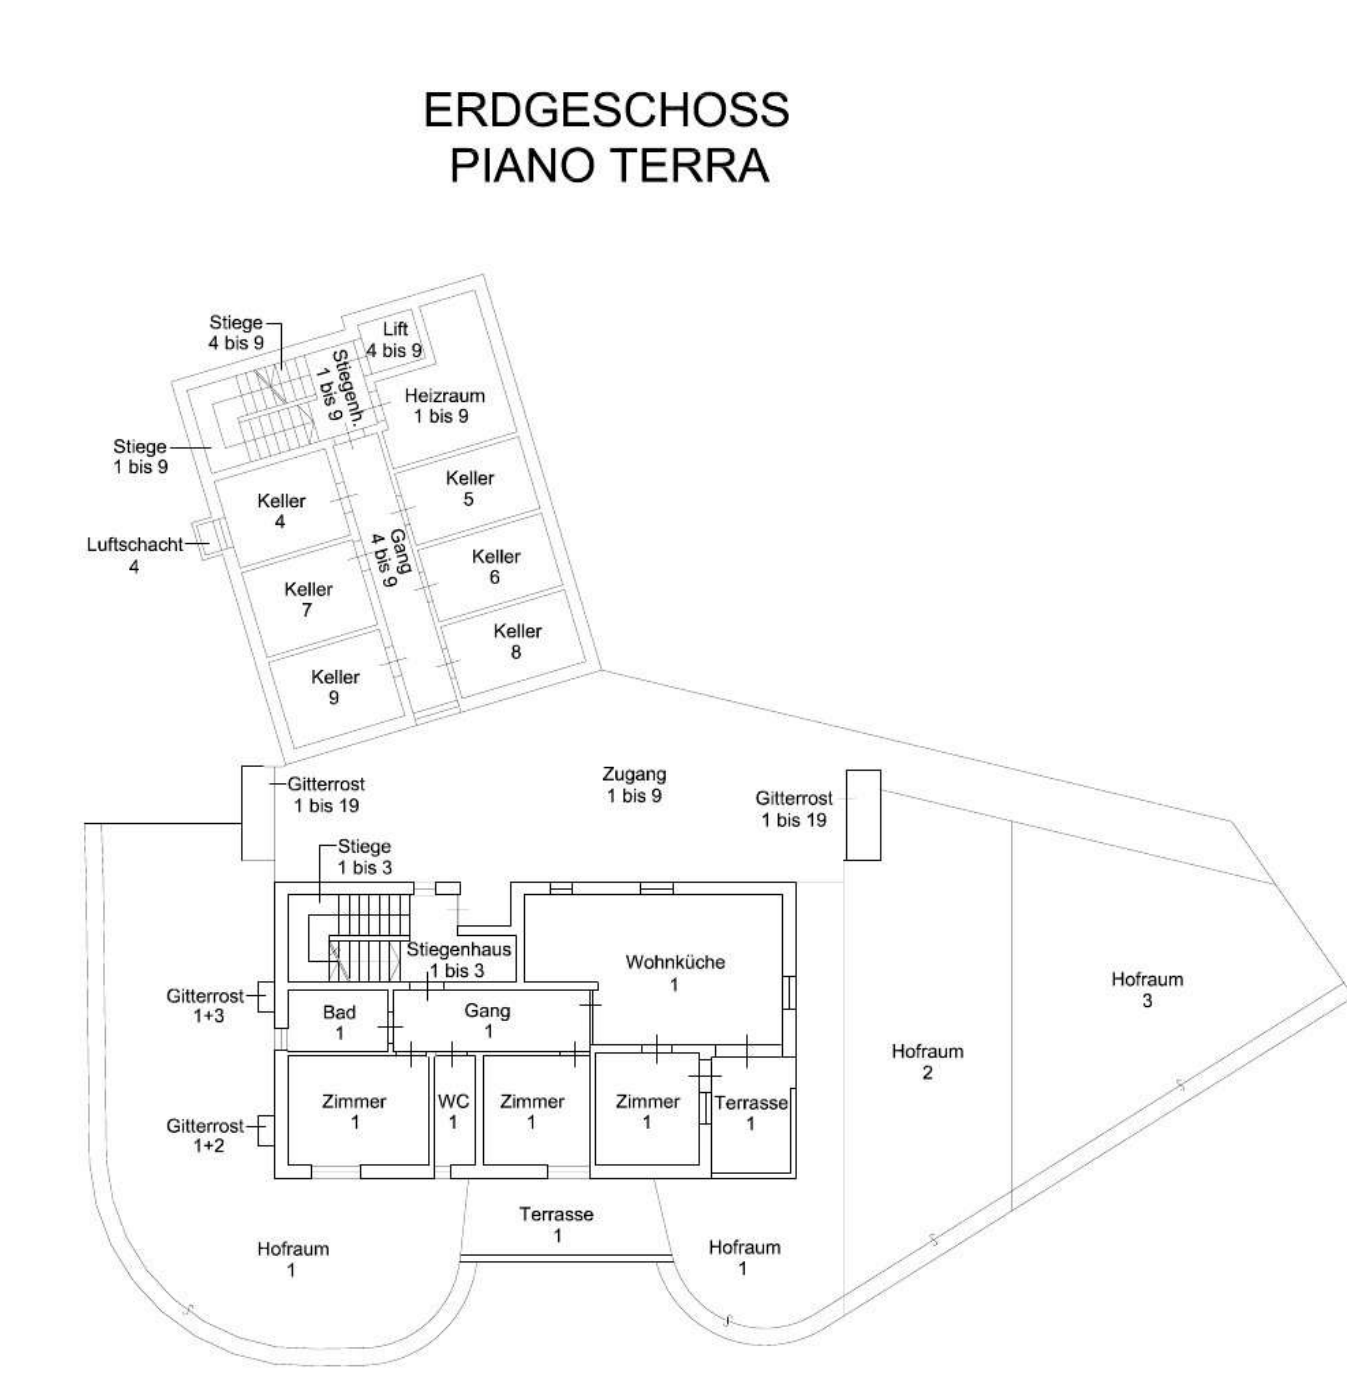 ERDGESCHOSS
PIANO TERRA
Stiege
4 bis 9
Lift
4 bis 9
Stiegenh.
1 bis 9
Heizraum
1 bis 9
Stiege
1 bis 9
Keller
5
Keller
4
Luftschacht
4
Gang
4 bis 9
Keller
6
Keller
7
Keller
8
Keller
9
Gitterrost
1 bis 19
Zugang
1 bis 9
Gitterrost
1 bis 19
Stiege
1 bis 3
Stiegenhaus
1 bis 3
Wohnküche
1
Hofraum
3
Gitterrost
1+3
Bad
1
Gang
1
Hofraum
2
Zimmer
1
WC
1
Zimmer
1
Zimmer
1
Terrasse
1
Gitterrost
1+2
Terrasse
1
Hofraum
1
Hofraum
1